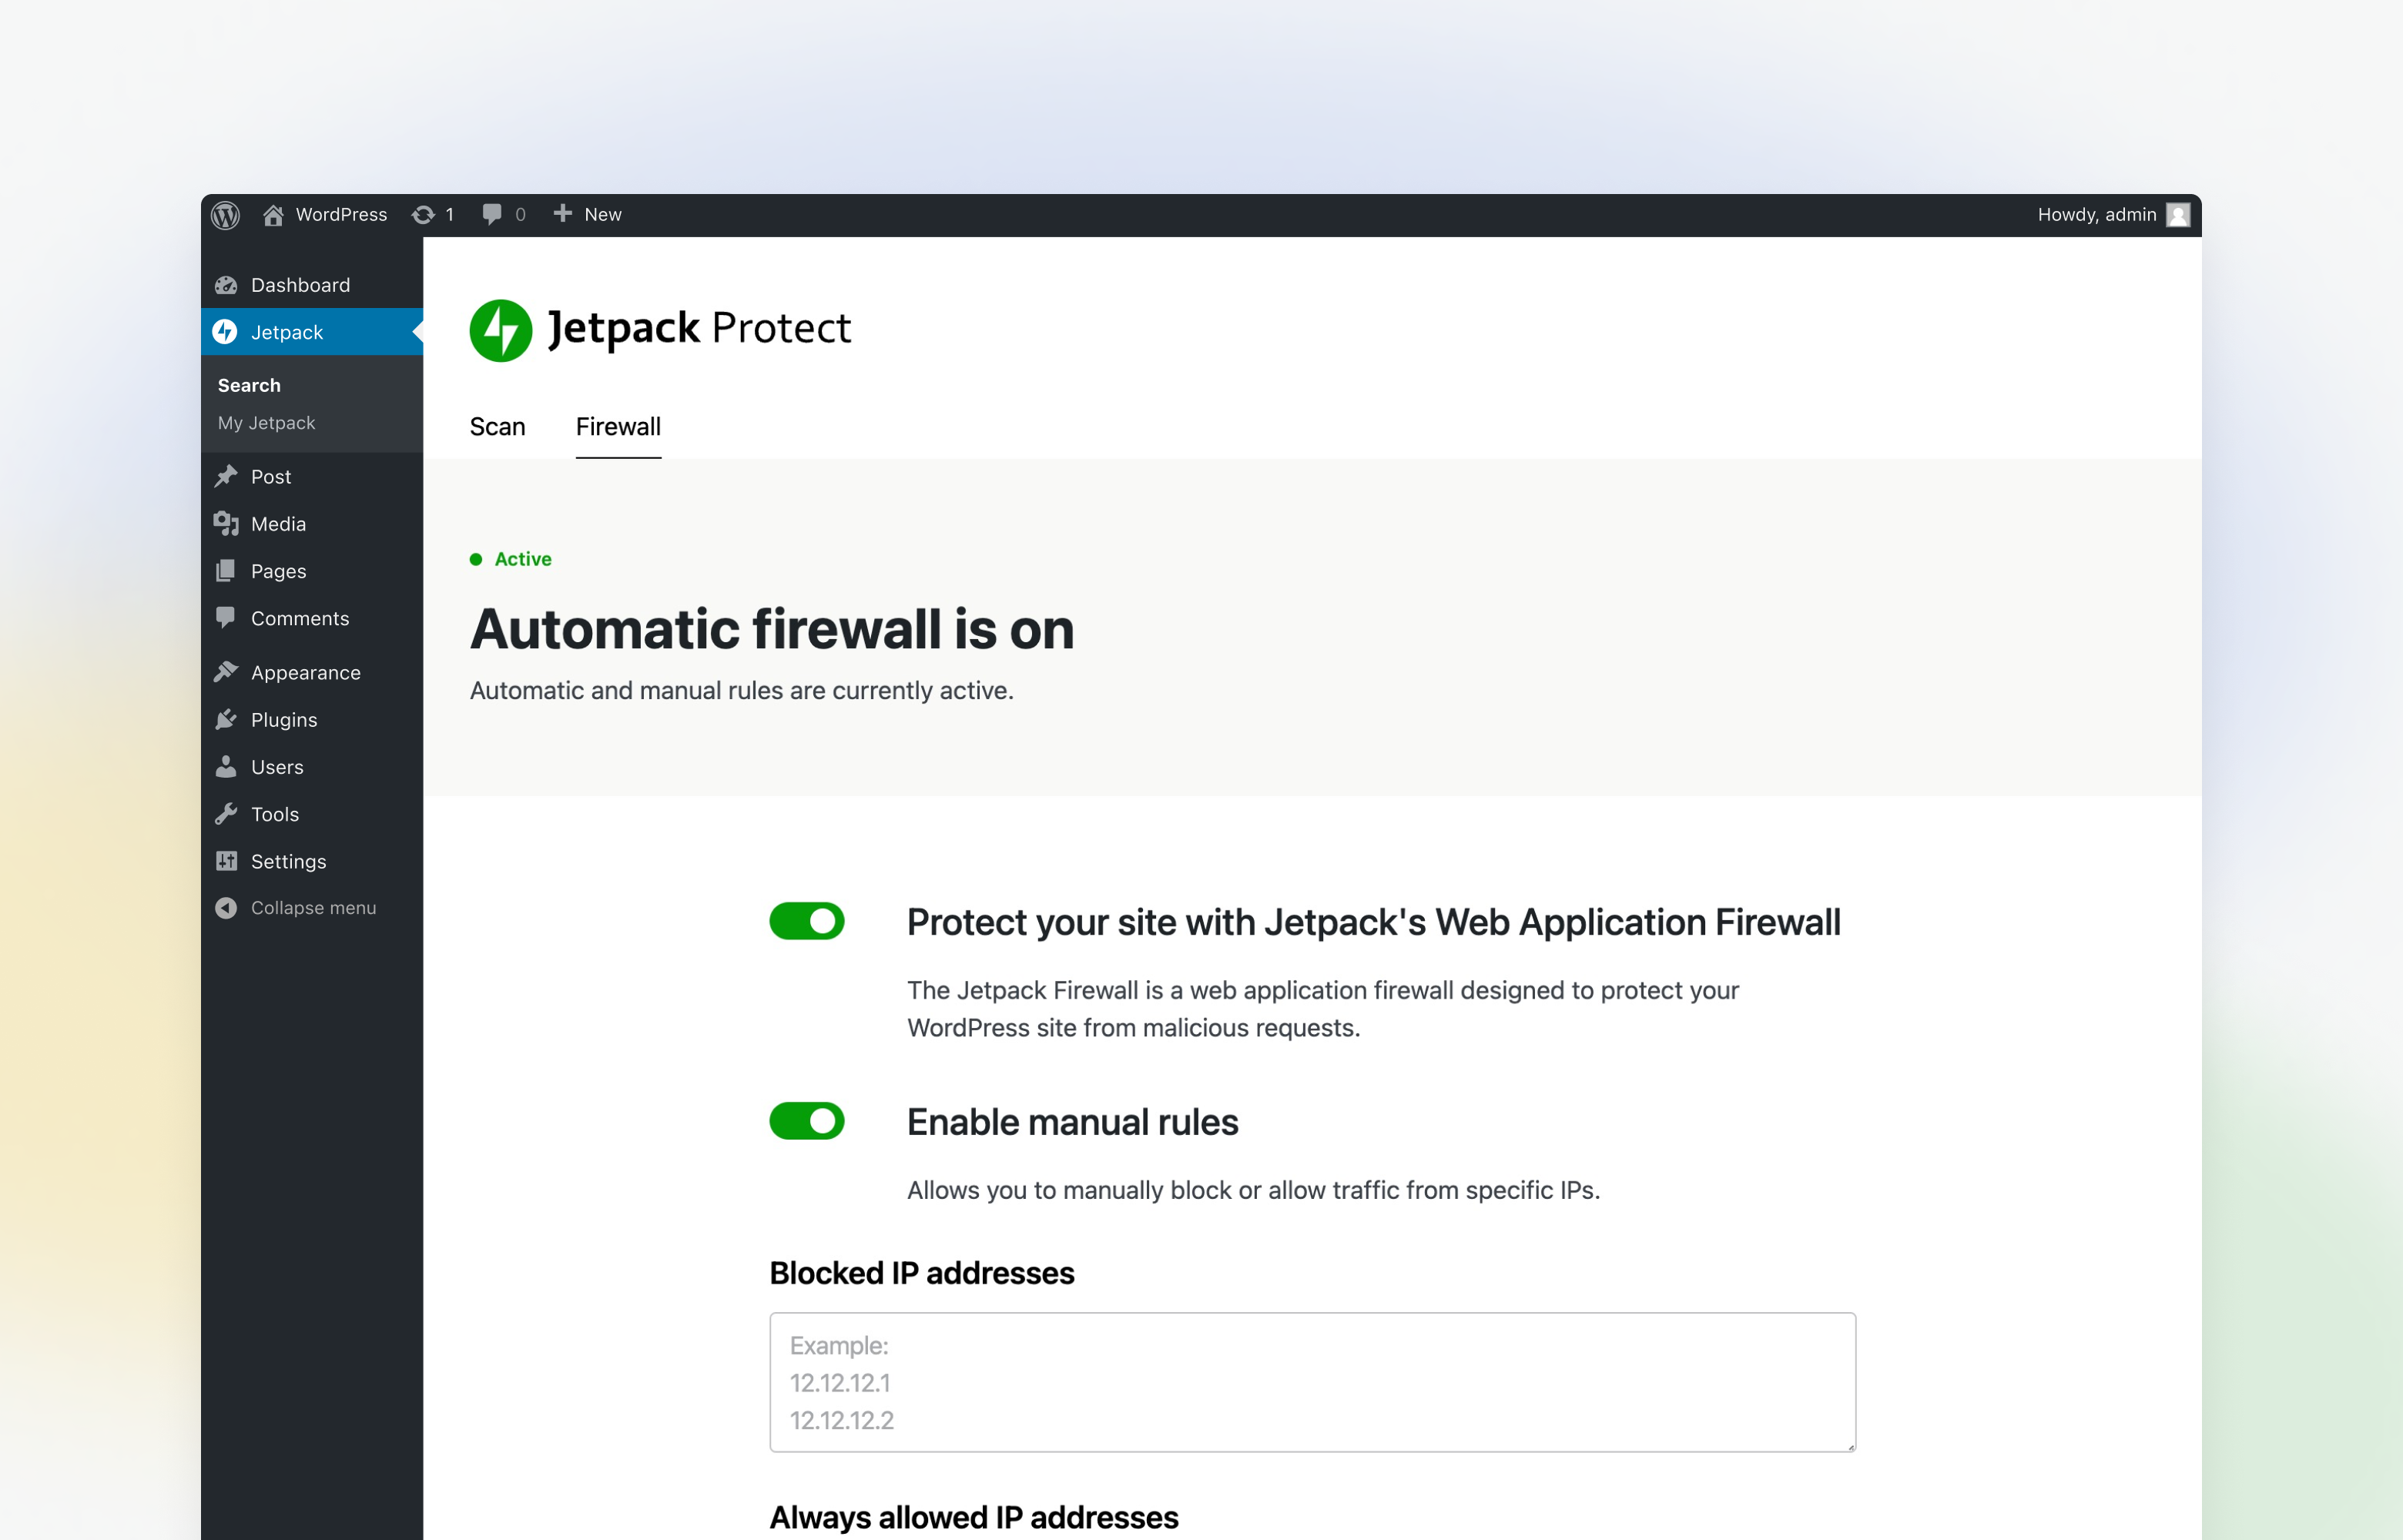 WordPress 1 0 New Howdy, admin
Dashboard
Jetpack
Search
My Jetpack
Post
Media
Pages
Comments
Appearance
Plugins
Users
Tools
Settings
Collapse menu
Jetpack Protect
Scan Firewall
Active
Automatic firewall is on
Automatic and manual rules are currently active.
Protect your site with Jetpack's Web Application Firewall
The Jetpack Firewall is a web application firewall designed to protect your
WordPress site from malicious requests.
Enable manual rules
Allows you to manually block or allow traffic from specific IPs.
Blocked IP addresses
Example:
12.12.12.1
12.12.12.2
Always allowed IP addresses